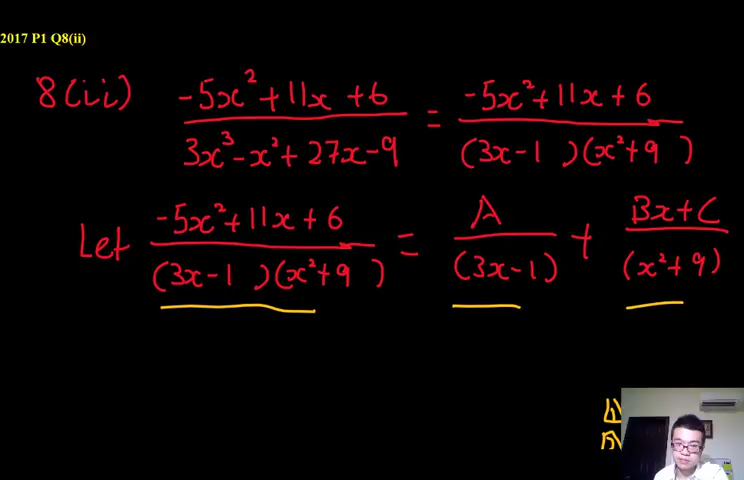 2017 P1 Q8(ii)
8(ii) (-5x²+11x+6)/(3x³-x²+27x-9) = (-5x²+11x+6)/((3x-1)(x²+9))
Let (-5x²+11x+6)/((3x-1)(x²+9)) = A/(3x-1) + (Bx+C)/(x²+9)